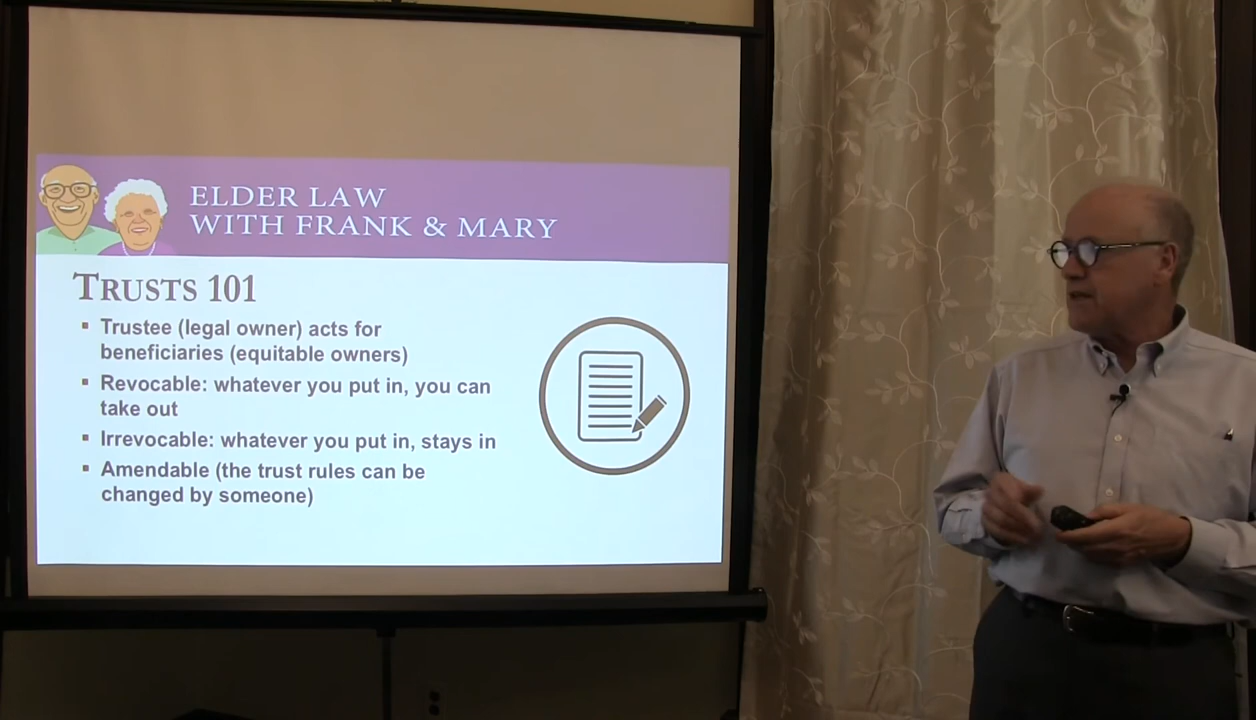 ELDER LAW
WITH FRANK & MARY
TRUSTS 101
▪ Trustee (legal owner) acts for
beneficiaries (equitable owners)
▪ Revocable: whatever you put in, you can
take out
▪ Irrevocable: whatever you put in, stays in
▪ Amendable (the trust rules can be
changed by someone)